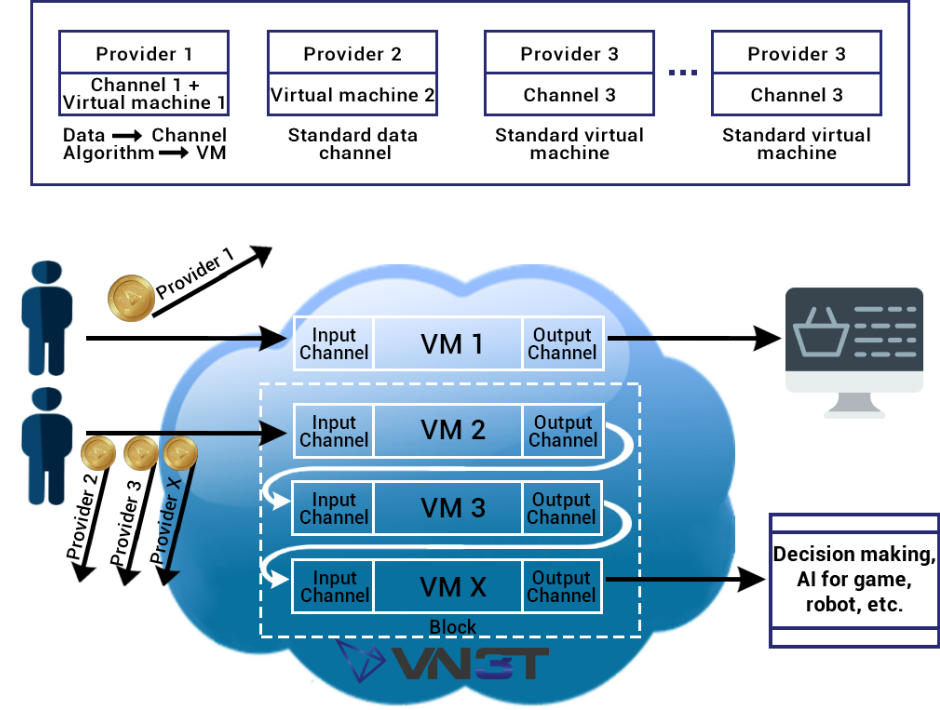 Provider 1
Channel 1 +
Virtual machine 1
Data → Channel
Algorithm → VM
Provider 2
Virtual machine 2
Standard data
channel
Provider 3
Channel 3
Standard virtual
machine
...
Provider 3
Channel 3
Standard virtual
machine
Provider 1
Input
Channel
VM 1
Output
Channel
Input
Channel
VM 2
Output
Channel
Provider 2
Provider 3
Provider X
Input
Channel
VM 3
Output
Channel
Input
Channel
VM X
Output
Channel
Block
Decision making,
AI for game,
robot, etc.
VN3T